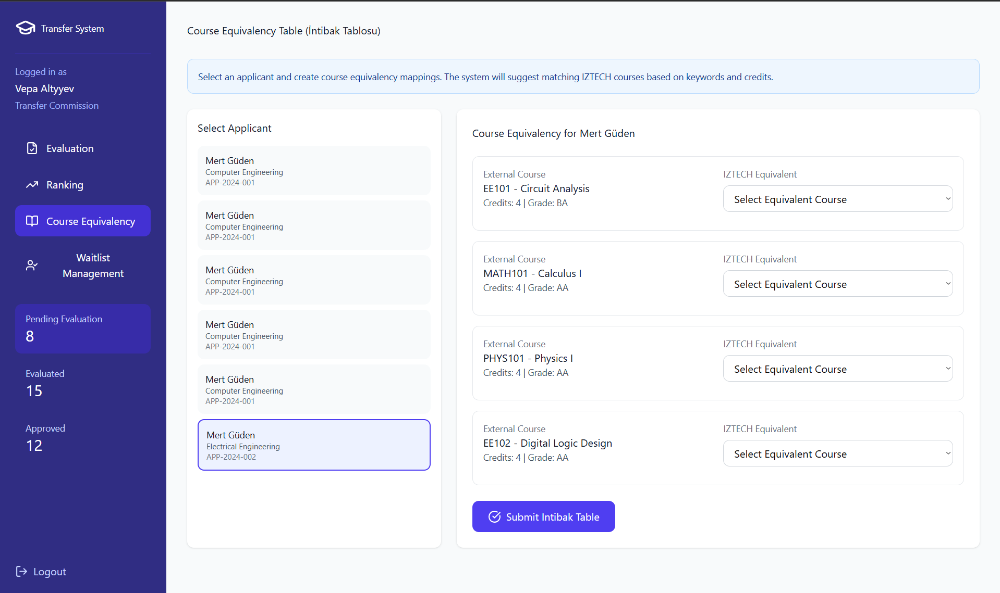 Transfer System
Logged in as
Vepa Altyyev
Transfer Commission
Evaluation
Ranking
Course Equivalency
Waitlist
Management
Pending Evaluation
8
Evaluated
15
Approved
12
Logout
Course Equivalency Table (İntibak Tablosu)
Select an applicant and create course equivalency mappings. The system will suggest matching IZTECH courses based on keywords and credits.
Select Applicant
Mert Güden
Computer Engineering
APP-2024-001
Mert Güden
Computer Engineering
APP-2024-001
Mert Güden
Computer Engineering
APP-2024-001
Mert Güden
Computer Engineering
APP-2024-001
Mert Güden
Computer Engineering
APP-2024-001
Mert Güden
Electrical Engineering
APP-2024-002
Course Equivalency for Mert Güden
External Course
EE101 - Circuit Analysis
Credits: 4 | Grade: BA
IZTECH Equivalent
Select Equivalent Course
External Course
MATH101 - Calculus I
Credits: 4 | Grade: AA
IZTECH Equivalent
Select Equivalent Course
External Course
PHYS101 - Physics I
Credits: 4 | Grade: AA
IZTECH Equivalent
Select Equivalent Course
External Course
EE102 - Digital Logic Design
Credits: 4 | Grade: AA
IZTECH Equivalent
Select Equivalent Course
Submit Intibak Table